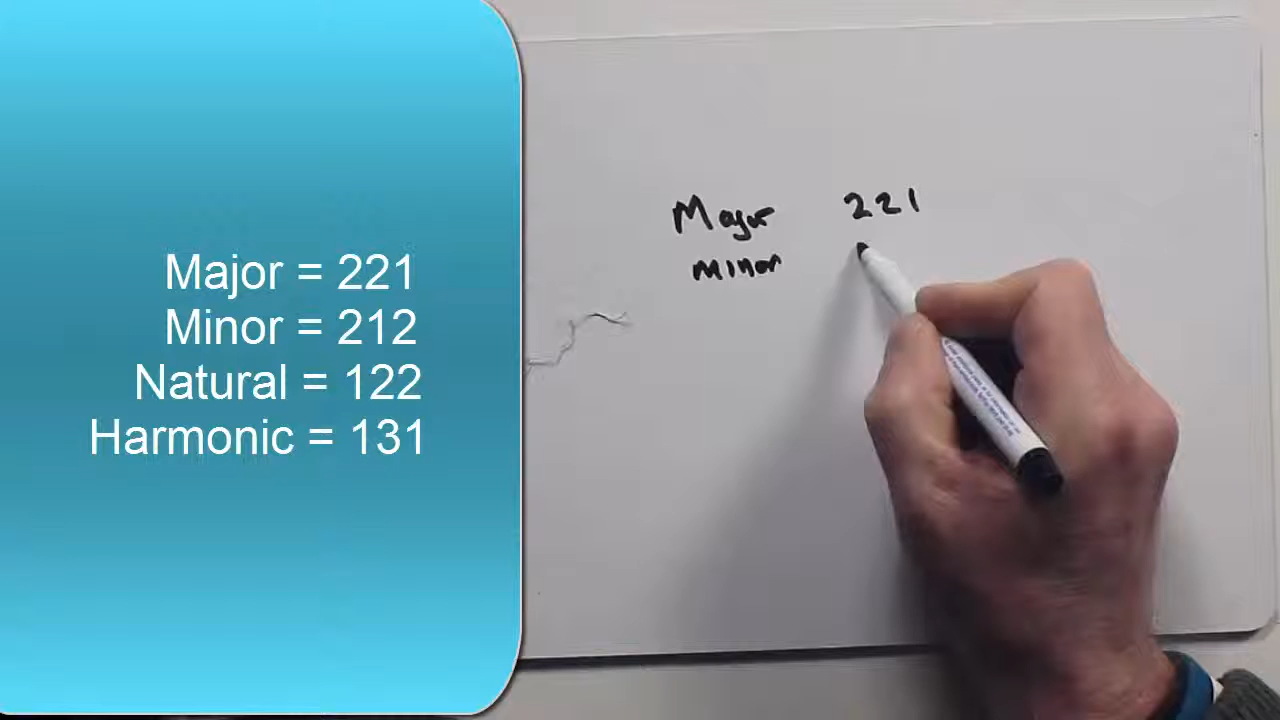 Major = 221
Minor = 212
Natural = 122
Harmonic = 131
Major 221
minor